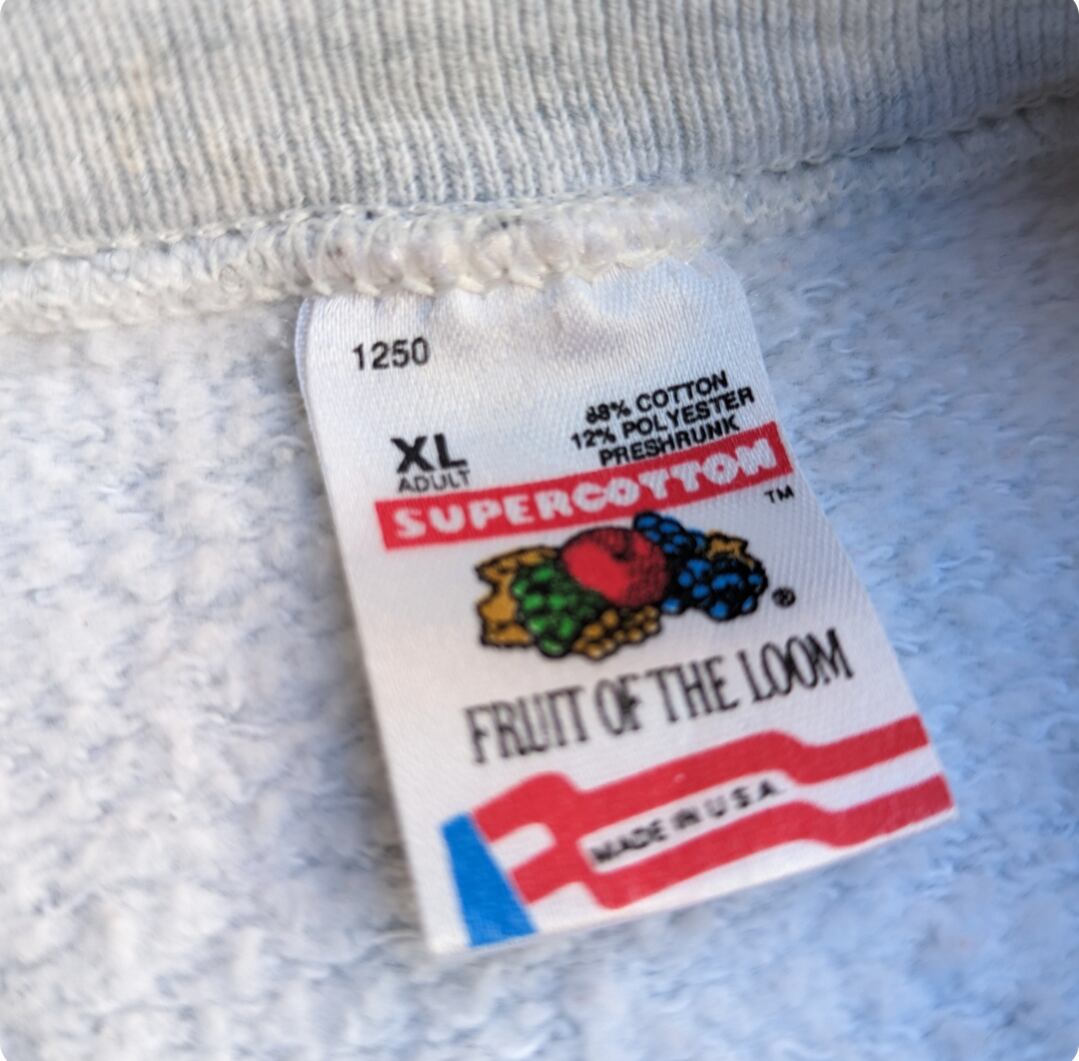 1250
88% COTTON
12% POLYESTER
PRESHRUNK
XL
ADULT
SUPERCOTTON
TM
®
FRUIT OF THE LOOM
MADE IN U.S.A.